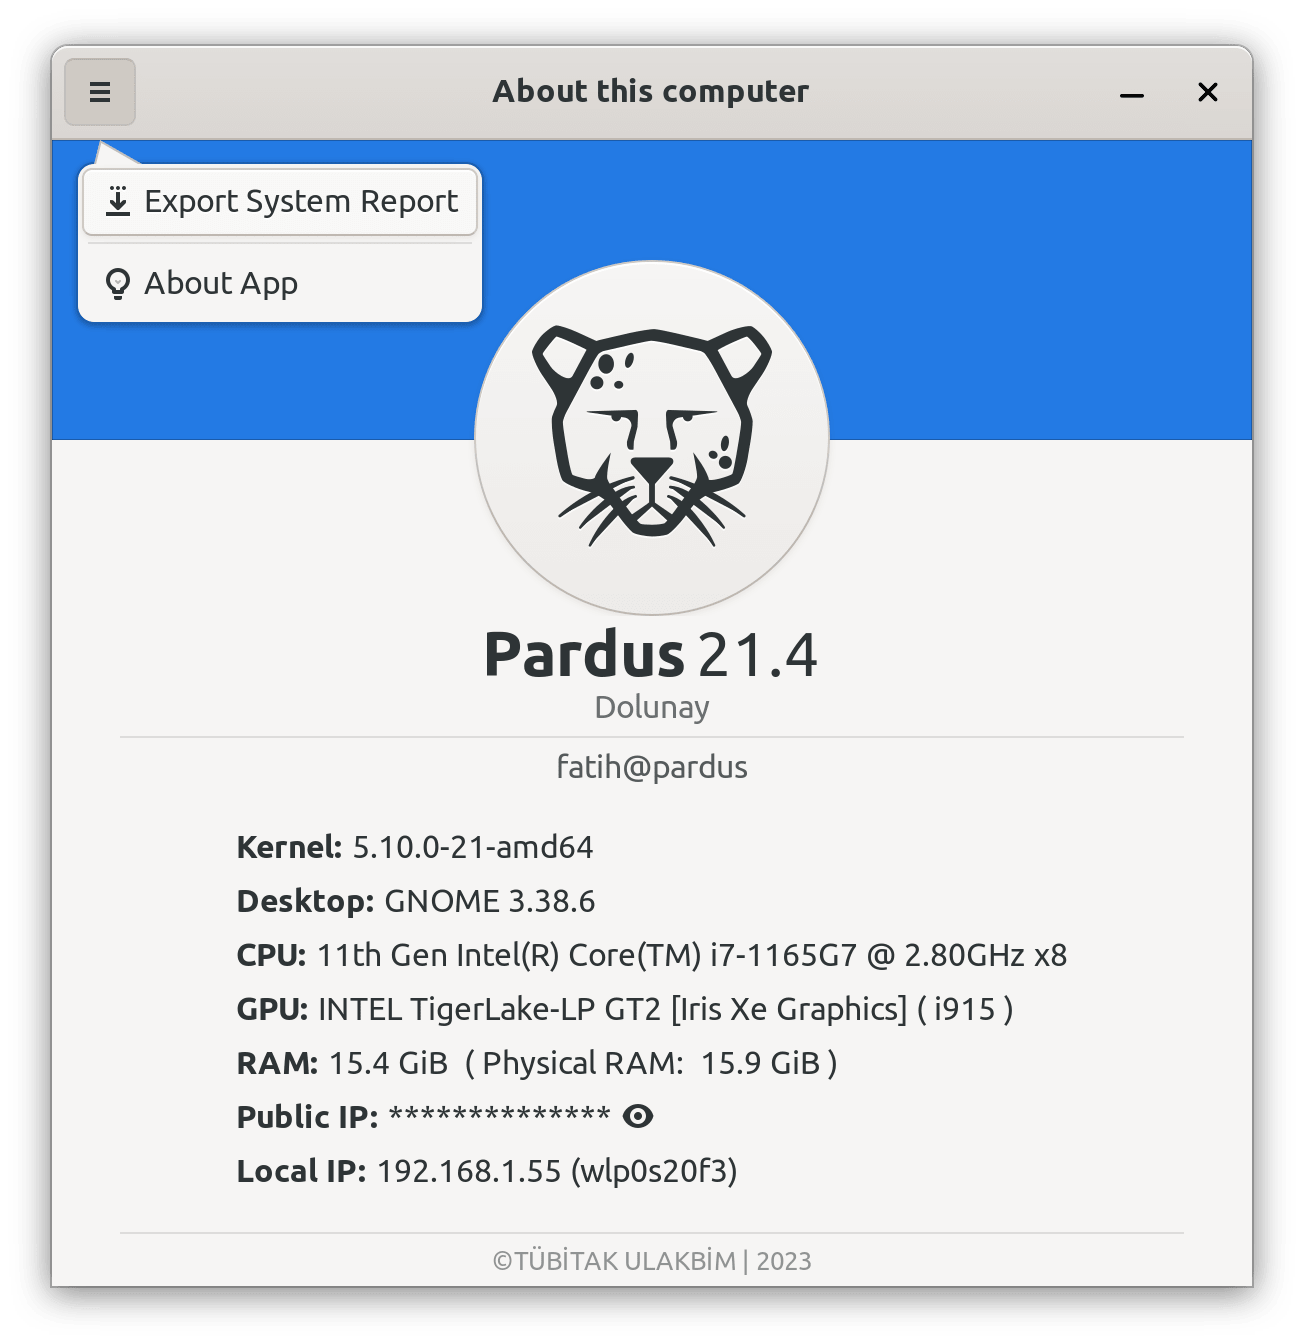 About this computer
Export System Report
About App
Pardus 21.4
Dolunay
fatih@pardus
Kernel: 5.10.0-21-amd64
Desktop: GNOME 3.38.6
CPU: 11th Gen Intel(R) Core(TM) i7-1165G7 @ 2.80GHz x8
GPU: INTEL TigerLake-LP GT2 [Iris Xe Graphics] ( i915 )
RAM: 15.4 GiB ( Physical RAM: 15.9 GiB )
Public IP: **************
Local IP: 192.168.1.55 (wlp0s20f3)
©TÜBİTAK ULAKBİM | 2023